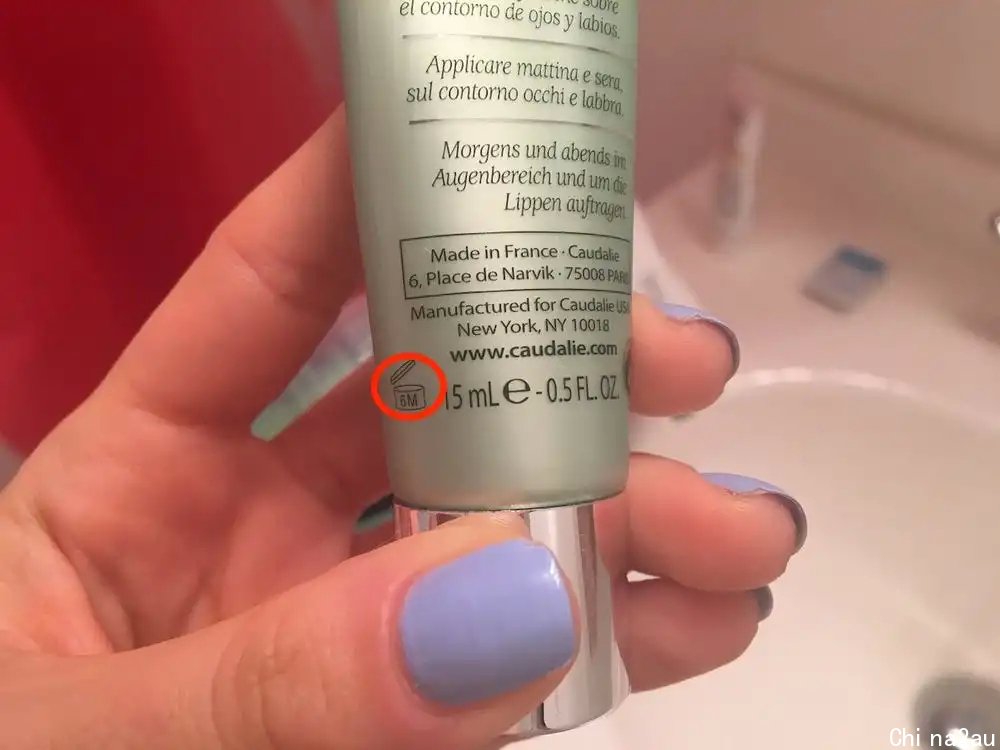 sobre
el contorno de ojos y labios.
Applicare mattina e sera,
sul contorno occhi e labbra.
Morgens und abends im
Augenbereich und um die
Lippen auftragen.
Made in France · Caudalie
6, Place de Narvik · 75008 PARIS
Manufactured for Caudalie USA
New York, NY 10018
www.caudalie.com
6M 15 mL ℮ - 0.5 FL. OZ.